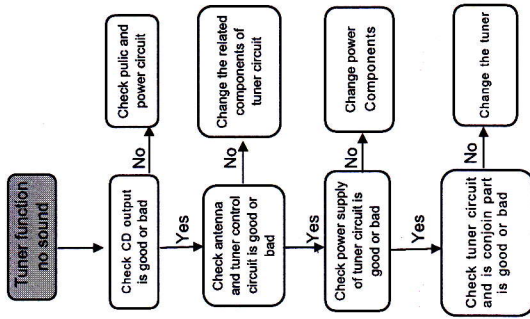 Tuner function
no sound
Check CD output
is good or bad
No
Check pulic and
power circuit
Yes
Check antenna
and tuner control
circuit is good or
bad
No
Change the related
components of
tuner circuit
Yes
Check power supply
of tuner circuit is
good or bad
No
Change power
Components
Yes
Check tuner circuit
and is conjoin part
is good or bad
No
Change the tuner